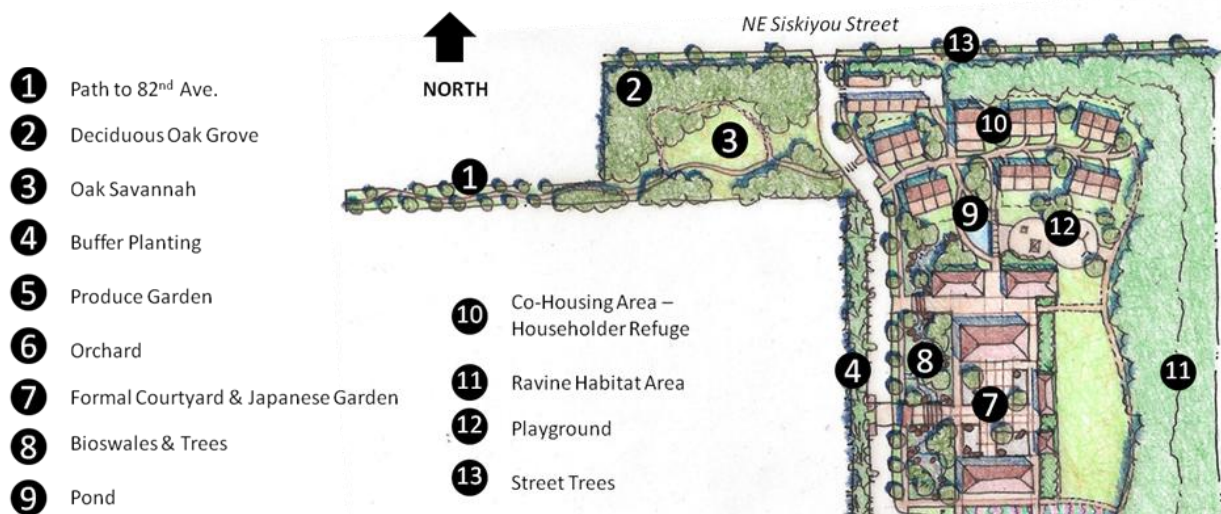 1 Path to 82nd Ave.
2 Deciduous Oak Grove
3 Oak Savannah
4 Buffer Planting
5 Produce Garden
6 Orchard
7 Formal Courtyard & Japanese Garden
8 Bioswales & Trees
9 Pond
10 Co-Housing Area –
Householder Refuge
11 Ravine Habitat Area
12 Playground
13 Street Trees
NORTH
NE Siskiyou Street
13
2
10
3
1
9
12
8
4
11
7